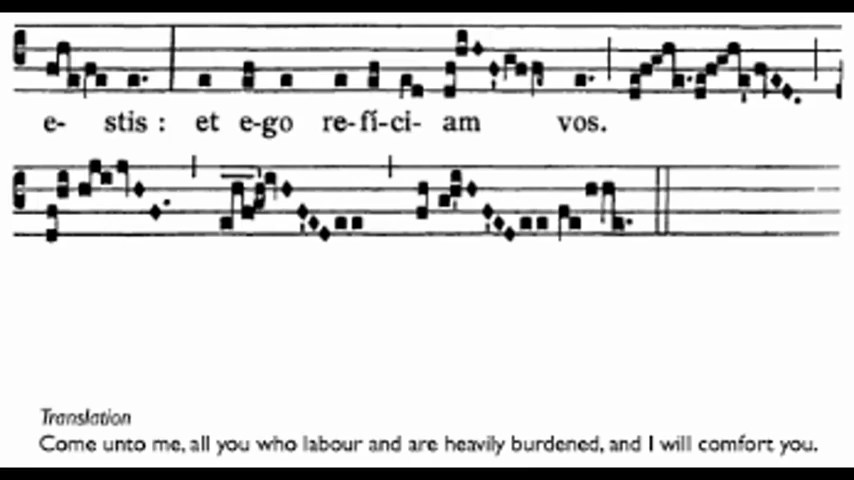 e- stis : et e-go re-fí-ci- am vos.
Translation
Come unto me, all you who labour and are heavily burdened, and I will comfort you.